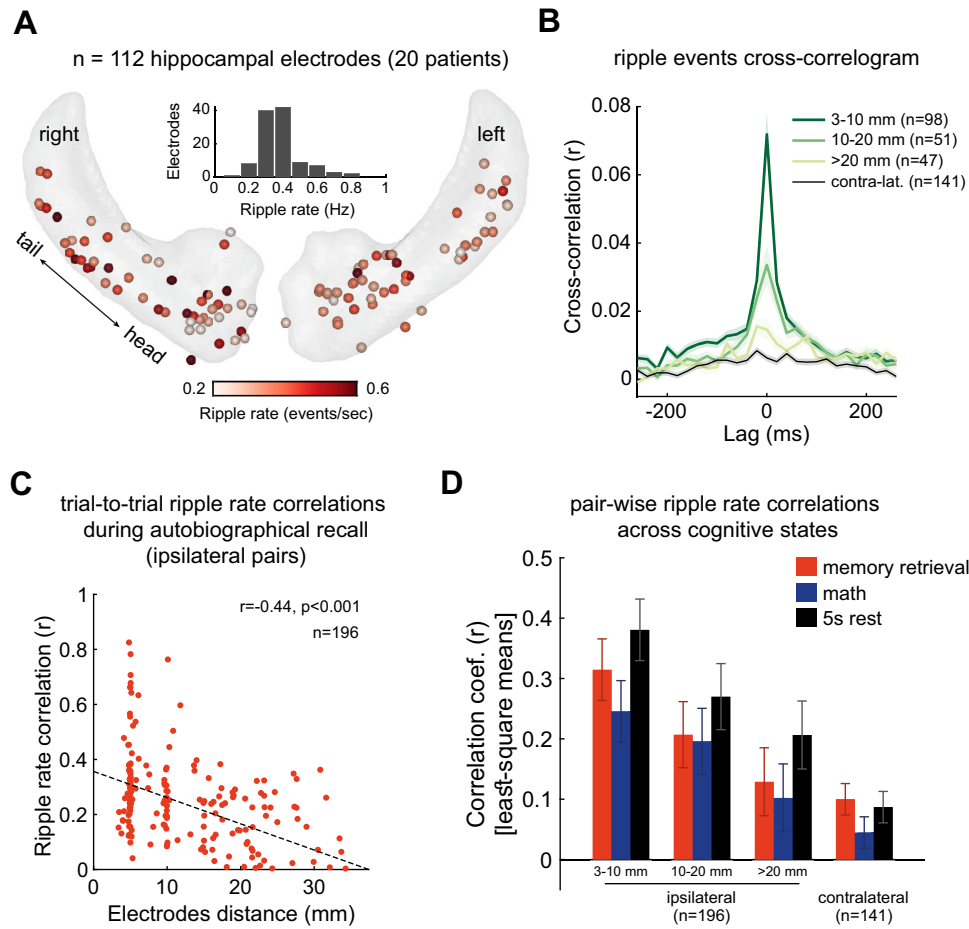 A
n = 112 hippocampal electrodes (20 patients)
right
left
Electrodes
40
20
0
0
0.2
0.4
0.6
0.8
1
Ripple rate (Hz)
tail
head
0.2
0.6
Ripple rate (events/sec)
B
ripple events cross-correlogram
Cross-correlation (r)
0.08
0.06
0.04
0.02
0
-200
0
200
Lag (ms)
3-10 mm (n=98)
10-20 mm (n=51)
>20 mm (n=47)
contra-lat. (n=141)
C
trial-to-trial ripple rate correlations
during autobiographical recall
(ipsilateral pairs)
r=-0.44, p<0.001
n=196
Ripple rate correlation (r)
1
0.8
0.6
0.4
0.2
0
0
10
20
30
Electrodes distance (mm)
D
pair-wise ripple rate correlations
across cognitive states
memory retrieval
math
5s rest
Correlation coef. (r)
[least-square means]
0.5
0.4
0.3
0.2
0.1
0
3-10 mm
10-20 mm
>20 mm
ipsilateral
(n=196)
contralateral
(n=141)